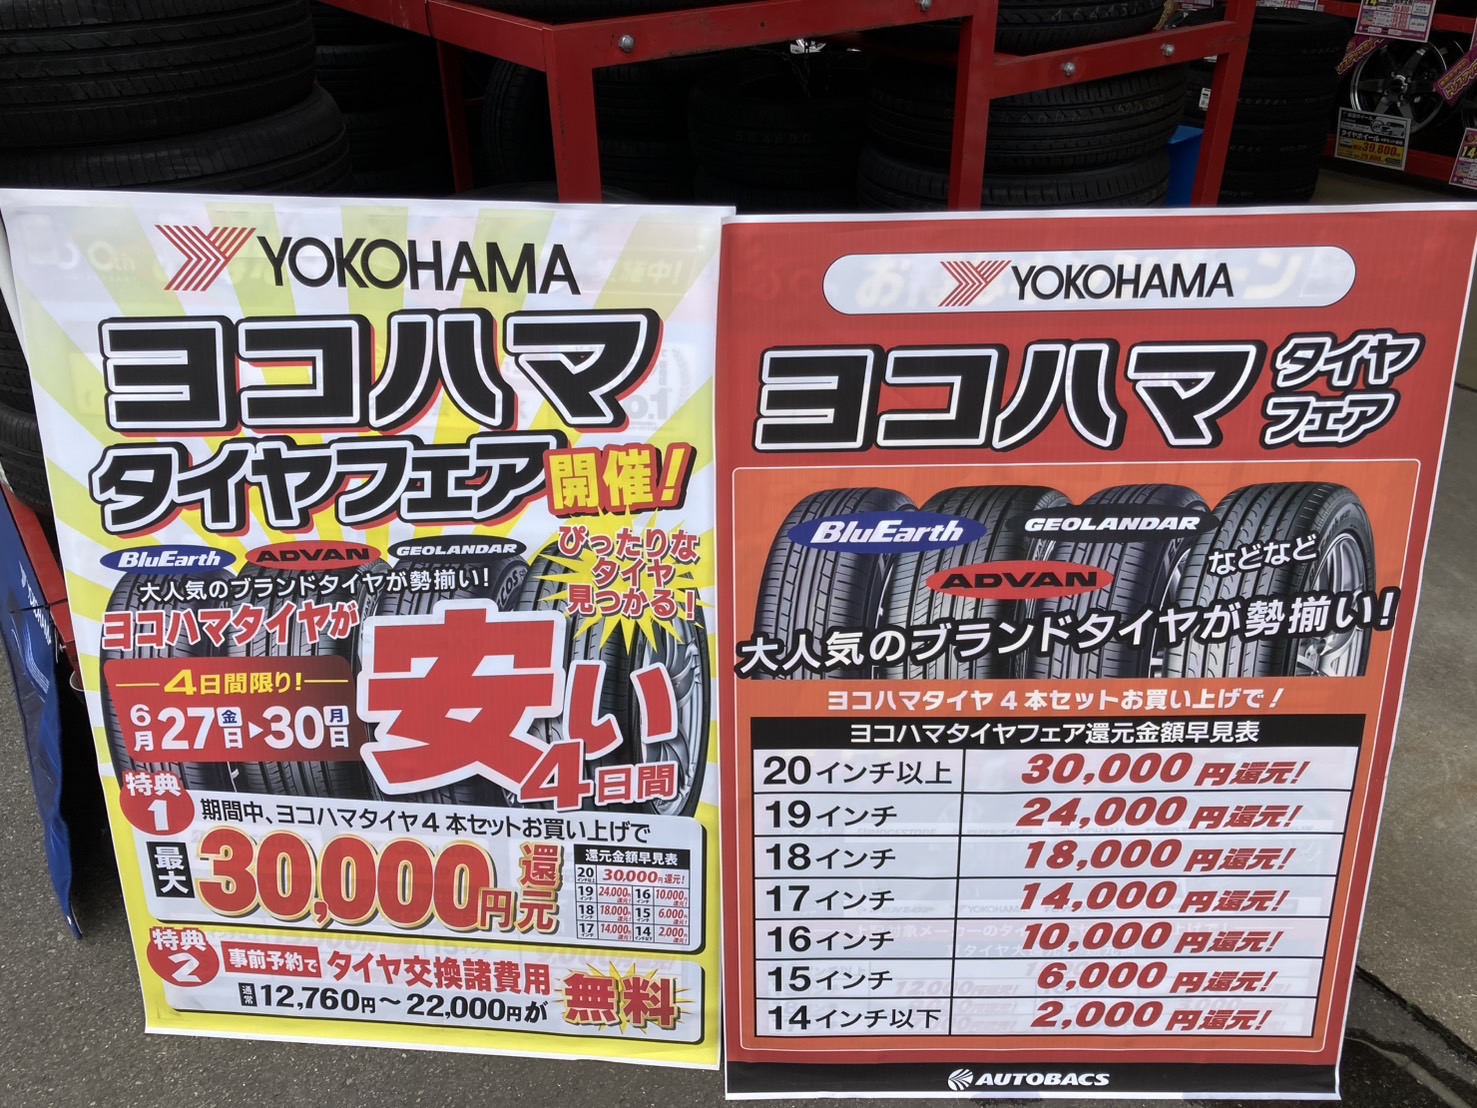 YOKOHAMA
ヨコハマ
タイヤフェア開催！
BluEarth ADVAN GEOLANDAR
大人気のブランドタイヤが勢揃い！
ぴったりな
タイヤ
見つかる！
ヨコハマタイヤが
安い
4日間
4日間限り！
6月27金日▶30月日
特典1
期間中、ヨコハマタイヤ4本セットお買い上げで
最大30,000円還元
還元金額早見表
20インチ以上 30,000円還元！
19インチ 24,000円還元！ 16インチ 10,000円還元！
18インチ 18,000円還元！ 15インチ 6,000円還元！
17インチ 14,000円還元！ 14インチ以下 2,000円還元！
特典2
事前予約でタイヤ交換諸費用
通常12,760円～22,000円が
無料
YOKOHAMA
ヨコハマ タイヤフェア
BluEarth GEOLANDAR
ADVAN などなど
大人気のブランドタイヤが勢揃い！
ヨコハマタイヤ4本セットお買い上げで！
ヨコハマタイヤフェア還元金額早見表
20インチ以上 30,000円還元！
19インチ 24,000円還元！
18インチ 18,000円還元！
17インチ 14,000円還元！
16インチ 10,000円還元！
15インチ 6,000円還元！
14インチ以下 2,000円還元！
AUTOBACS
タイヤホイール
39,800